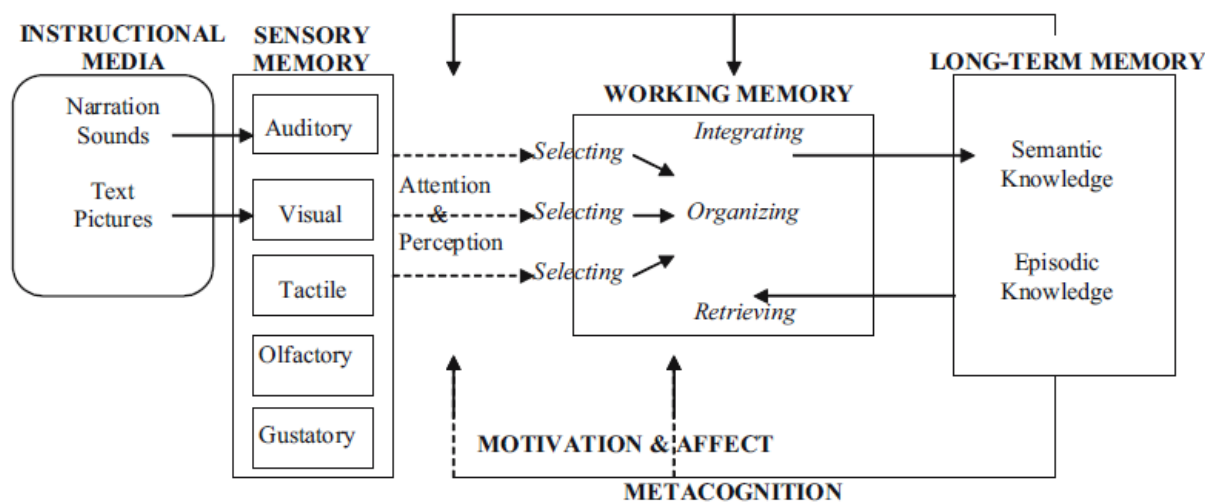 INSTRUCTIONAL
MEDIA
Narration
Sounds
Text
Pictures
SENSORY
MEMORY
Auditory
Visual
Tactile
Olfactory
Gustatory
Attention
&
Perception
Selecting
Selecting
Selecting
WORKING MEMORY
Integrating
Organizing
Retrieving
LONG-TERM MEMORY
Semantic
Knowledge
Episodic
Knowledge
MOTIVATION & AFFECT
METACOGNITION